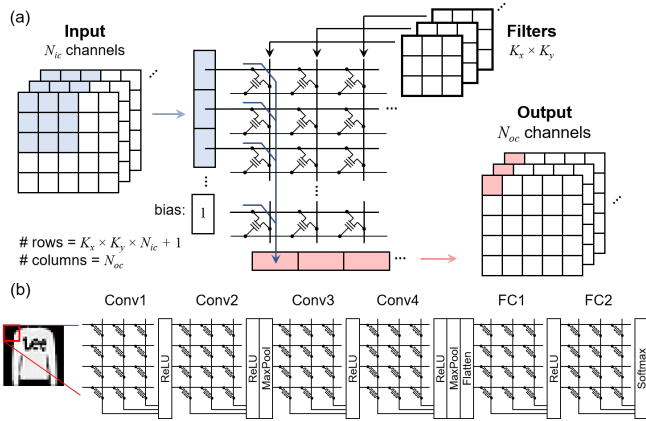 (a)
Input
N_ic channels
Filters
K_x × K_y
Output
N_oc channels
bias: 1
# rows = K_x × K_y × N_ic + 1
# columns = N_oc
(b)
Conv1 Conv2 Conv3 Conv4 FC1 FC2
Lee
ReLU
ReLU
MaxPool
ReLU
ReLU
MaxPool
Flatten
ReLU
Softmax